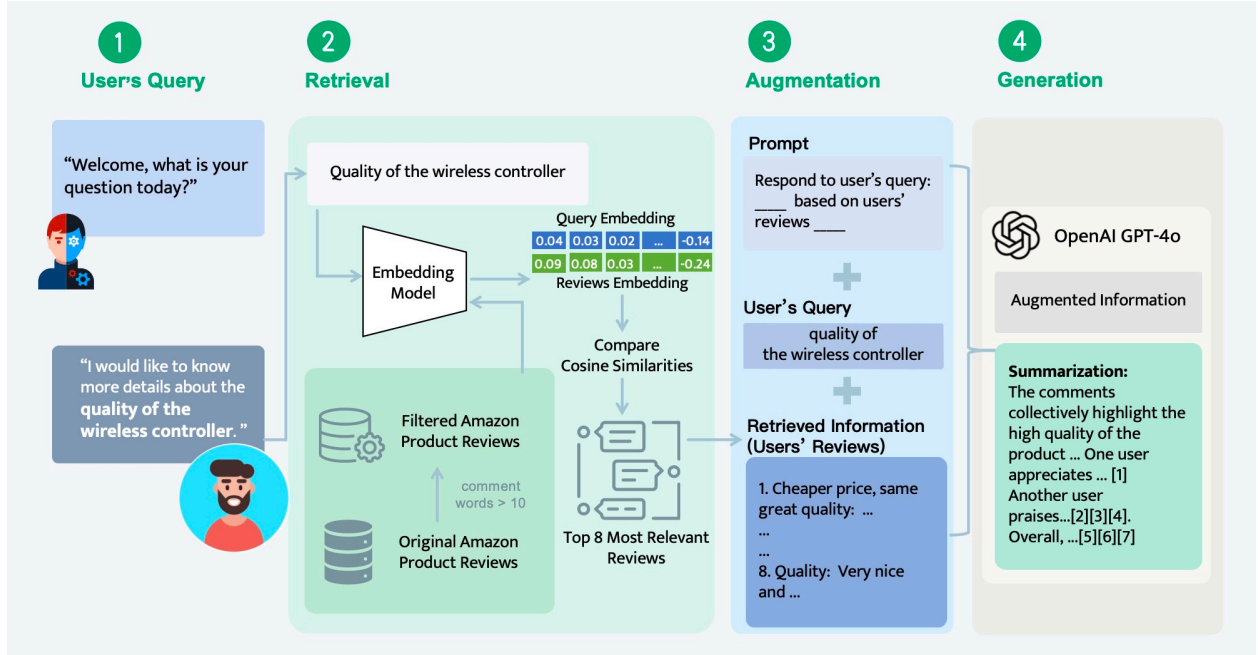 1
User's Query
2
Retrieval
3
Augmentation
4
Generation
“Welcome, what is your
question today?”
“I would like to know
more details about the
quality of the
wireless controller. ”
Quality of the wireless controller
Embedding
Model
Query Embedding
0.04 0.03 0.02 ... -0.14
0.09 0.08 0.03 ... -0.24
Reviews Embedding
Compare
Cosine Similarities
Filtered Amazon
Product Reviews
comment
words > 10
Original Amazon
Product Reviews
Top 8 Most Relevant
Reviews
Prompt
Respond to user's query:
____ based on users'
reviews ____
User's Query
quality of
the wireless controller
Retrieved Information
(Users' Reviews)
1. Cheaper price, same
great quality: ...
...
...
8. Quality: Very nice
and ...
OpenAI GPT-4o
Augmented Information
Summarization:
The comments
collectively highlight the
high quality of the
product ... One user
appreciates ... [1]
Another user
praises...[2][3][4].
Overall, ...[5][6][7]